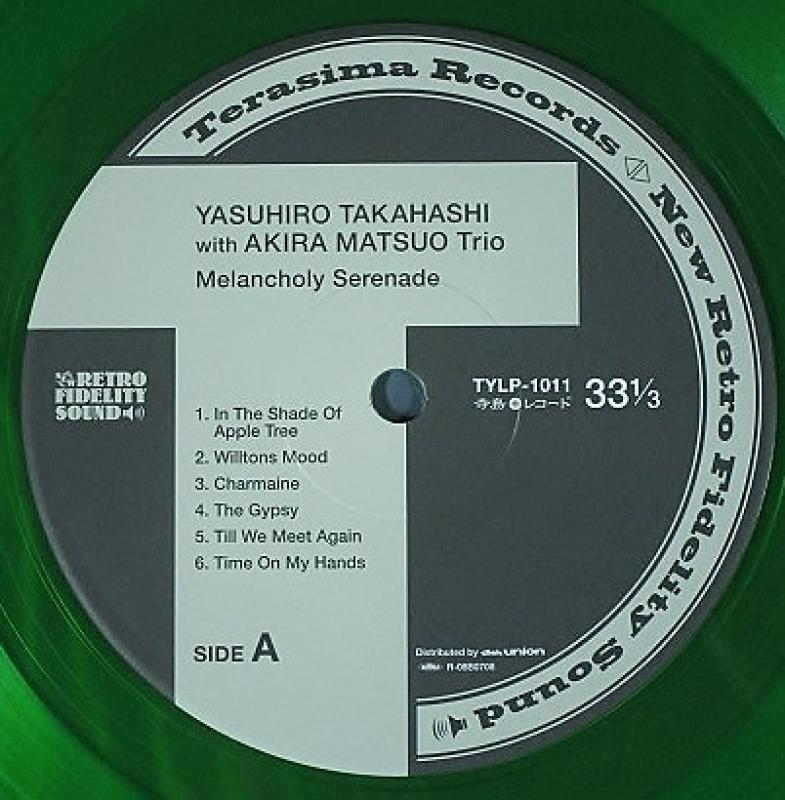 Terasima Records New Retro Fidelity Sound
YASUHIRO TAKAHASHI
with AKIRA MATSUO Trio
Melancholy Serenade
RETRO
FIDELITY
SOUND
TYLP-1011
寺島レコード
33⅓
1. In The Shade Of
Apple Tree
2. Willtons Mood
3. Charmaine
4. The Gypsy
5. Till We Meet Again
6. Time On My Hands
SIDE A
Distributed by disk union
R-0880708